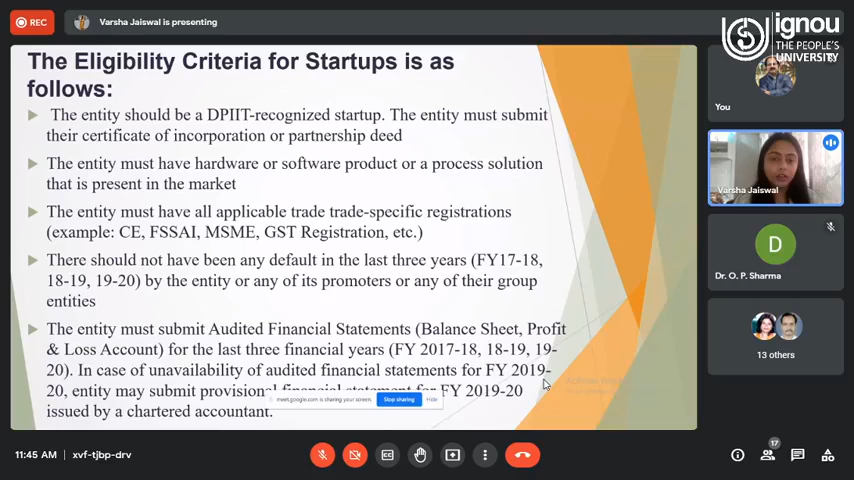 REC
Varsha Jaiswal is presenting
ignou
THE PEOPLE'S
UNIVERSITY
The Eligibility Criteria for Startups is as
follows:
The entity should be a DPIIT-recognized startup. The entity must submit
their certificate of incorporation or partnership deed
The entity must have hardware or software product or a process solution
that is present in the market
The entity must have all applicable trade trade-specific registrations
(example: CE, FSSAI, MSME, GST Registration, etc.)
There should not have been any default in the last three years (FY17-18,
18-19, 19-20) by the entity or any of its promoters or any of their group
entities
The entity must submit Audited Financial Statements (Balance Sheet, Profit
& Loss Account) for the last three financial years (FY 2017-18, 18-19, 19-
20). In case of unavailability of audited financial statements for FY 2019-
20, entity may submit provisional financial statement for FY 2019-20
issued by a chartered accountant.
meet.google.com is sharing your screen.
Stop sharing
Hide
You
Varsha Jaiswal
D
Dr. O. P. Sharma
13 others
11:45 AM
xvf-tjbp-drv
CC
17